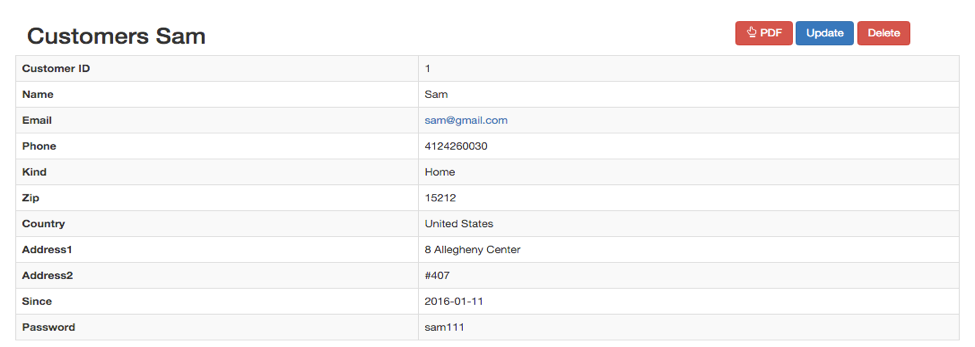 Customers Sam
PDF Update Delete
Customer ID 1
Name Sam
Email sam@gmail.com
Phone 4124260030
Kind Home
Zip 15212
Country United States
Address1 8 Allegheny Center
Address2 #407
Since 2016-01-11
Password sam111